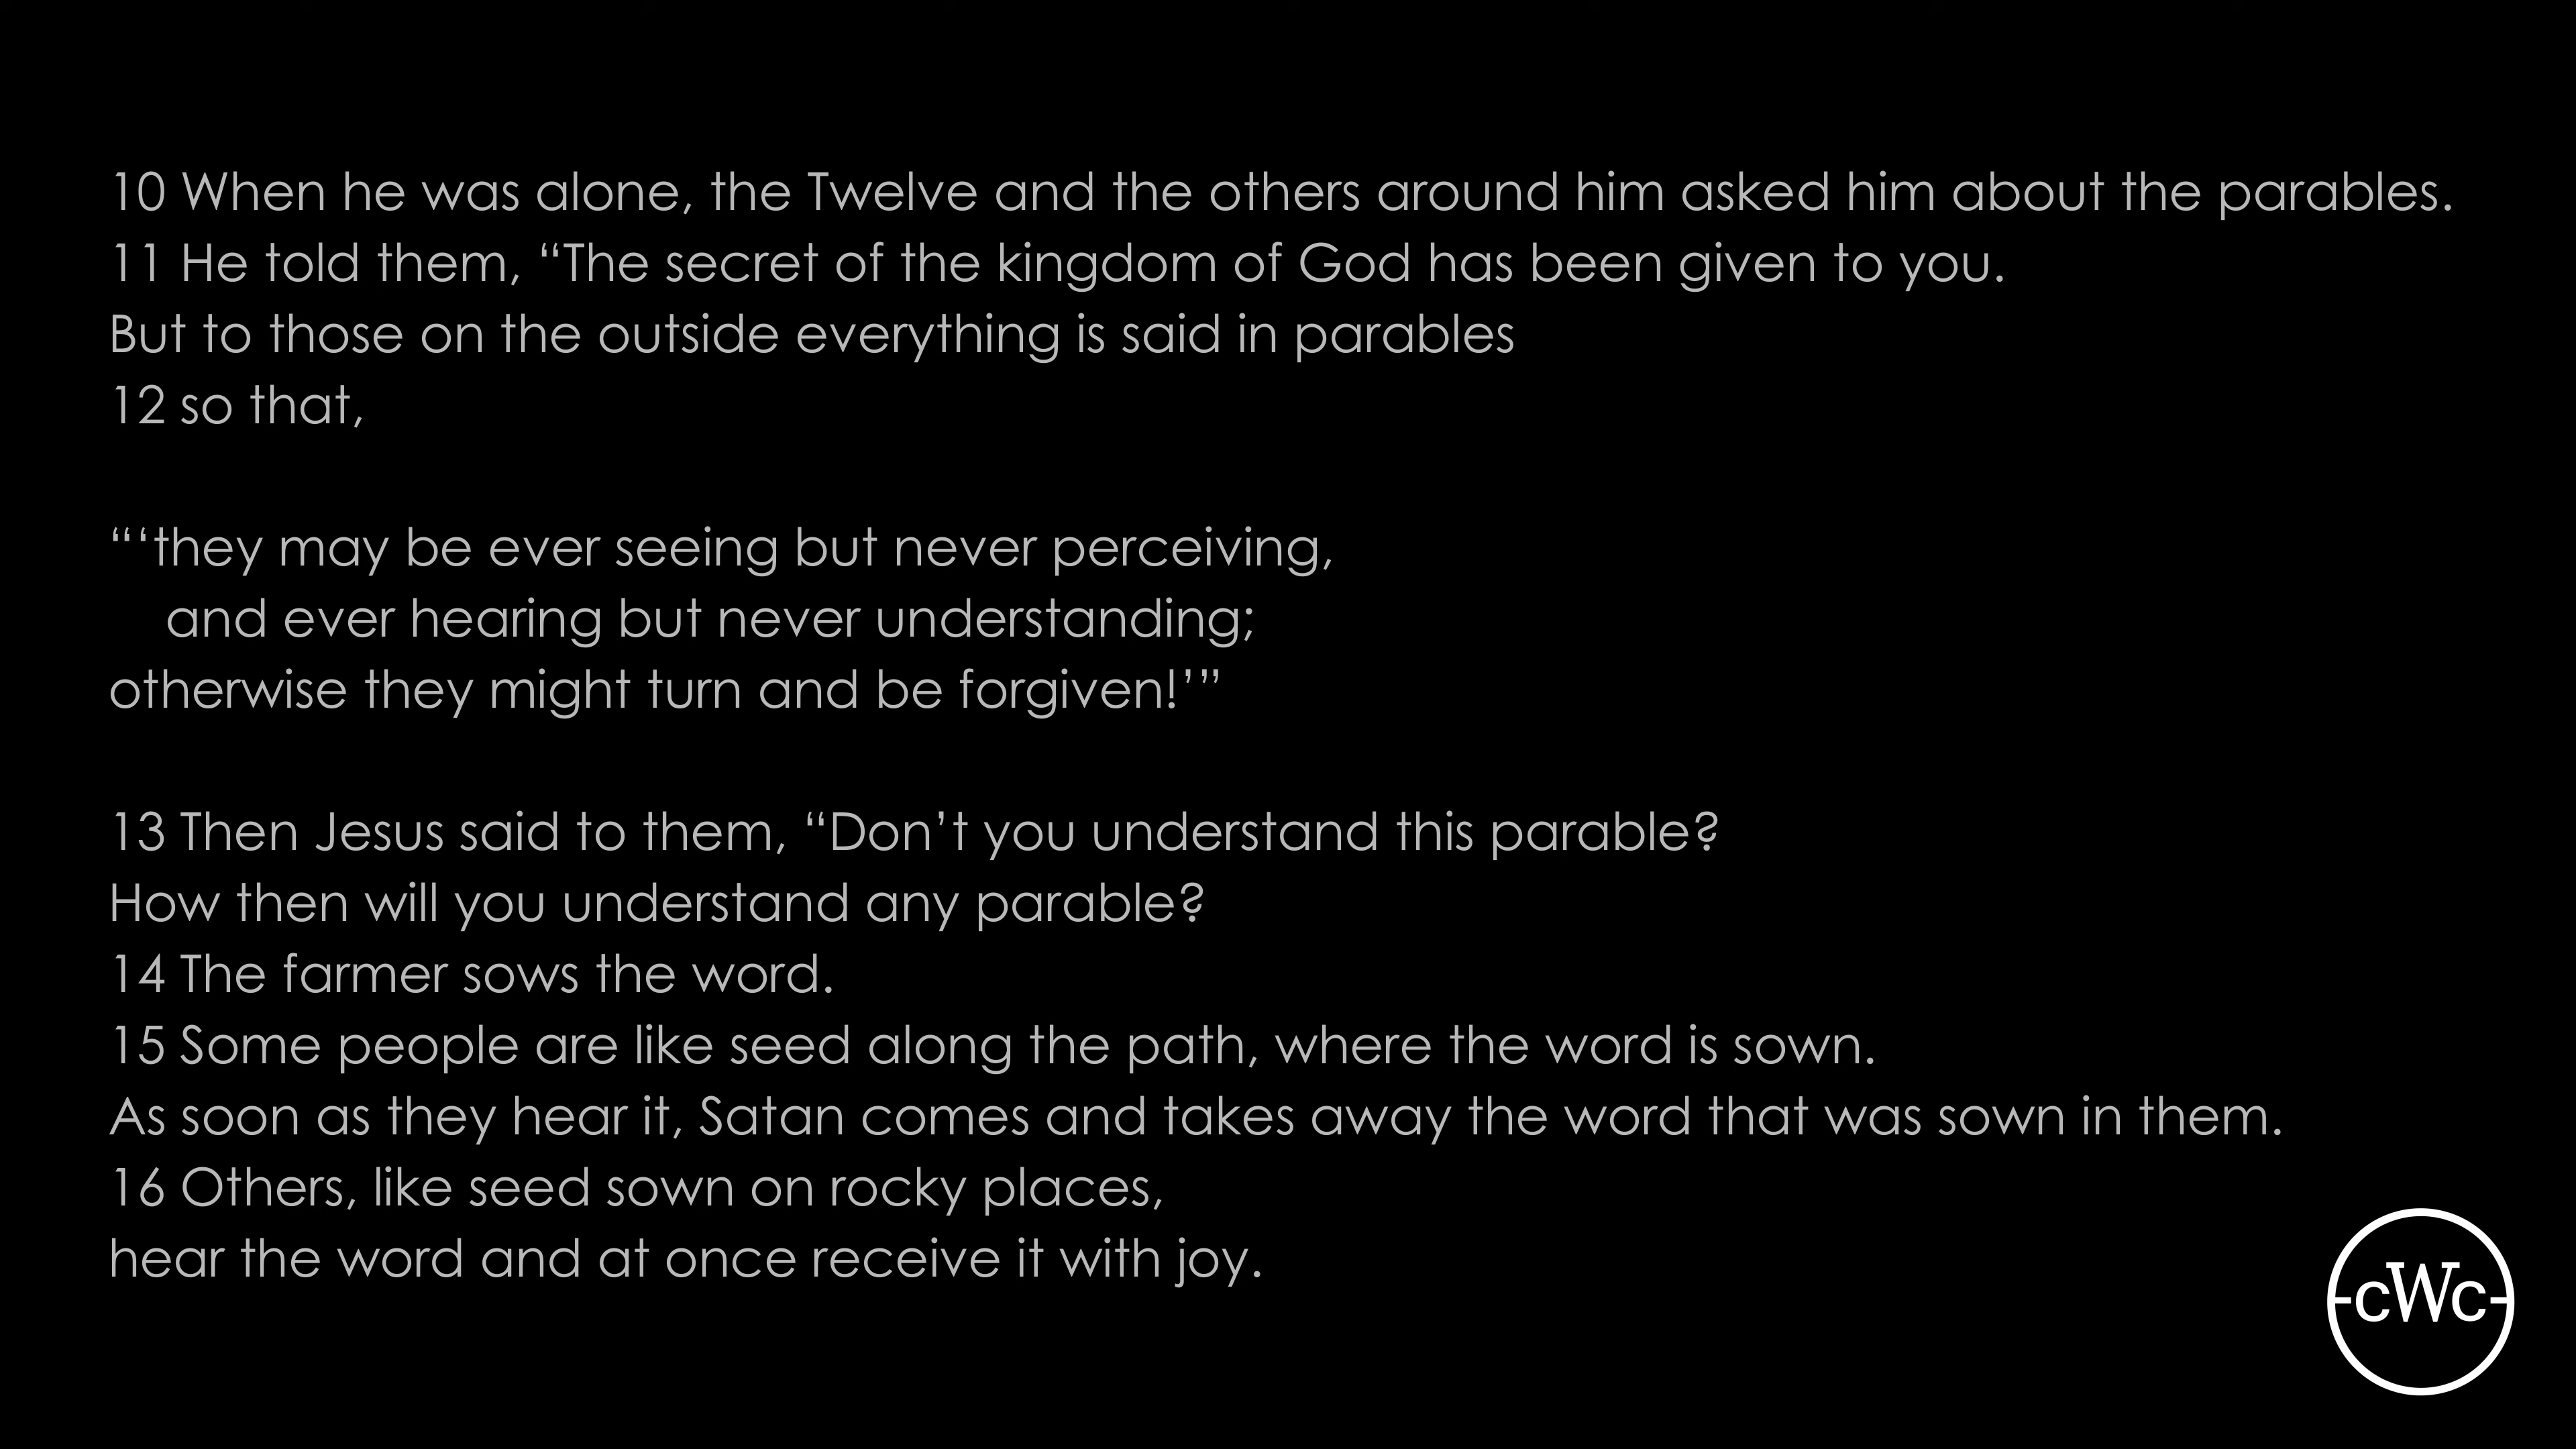 10 When he was alone, the Twelve and the others around him asked him about the parables.
11 He told them, “The secret of the kingdom of God has been given to you.
But to those on the outside everything is said in parables
12 so that,
“‘they may be ever seeing but never perceiving,
and ever hearing but never understanding;
otherwise they might turn and be forgiven!’”
13 Then Jesus said to them, “Don’t you understand this parable?
How then will you understand any parable?
14 The farmer sows the word.
15 Some people are like seed along the path, where the word is sown.
As soon as they hear it, Satan comes and takes away the word that was sown in them.
16 Others, like seed sown on rocky places,
hear the word and at once receive it with joy.
-cWc-